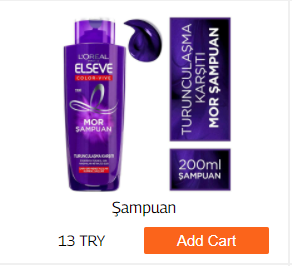 L'ORÉAL
ELSEVE
COLOR-VIVE
MOR
ŞAMPUAN
TURUNCULAŞMA KARŞITI
TURUNCULAŞMA
KARŞITI
MOR ŞAMPUAN
200ml
ŞAMPUAN
Şampuan
13 TRY
Add Cart